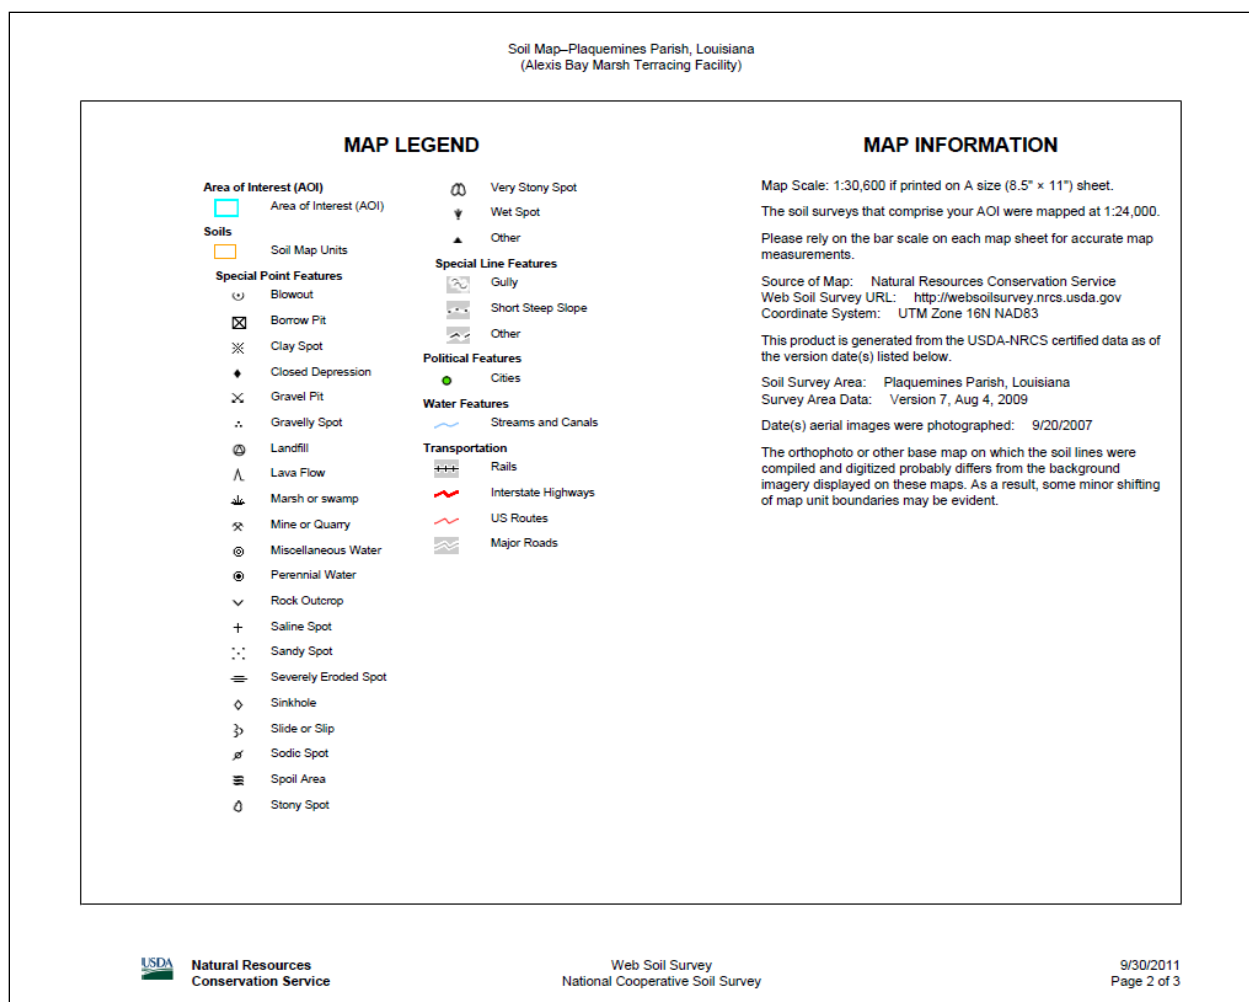 Soil Map–Plaquemines Parish, Louisiana
(Alexis Bay Marsh Terracing Facility)
MAP LEGEND
Area of Interest (AOI)
Area of Interest (AOI)
Soils
Soil Map Units
Special Point Features
Blowout
Borrow Pit
Clay Spot
Closed Depression
Gravel Pit
Gravelly Spot
Landfill
Lava Flow
Marsh or swamp
Mine or Quarry
Miscellaneous Water
Perennial Water
Rock Outcrop
Saline Spot
Sandy Spot
Severely Eroded Spot
Sinkhole
Slide or Slip
Sodic Spot
Spoil Area
Stony Spot
Very Stony Spot
Wet Spot
Other
Special Line Features
Gully
Short Steep Slope
Other
Political Features
Cities
Water Features
Streams and Canals
Transportation
Rails
Interstate Highways
US Routes
Major Roads
MAP INFORMATION
Map Scale: 1:30,600 if printed on A size (8.5" × 11") sheet.
The soil surveys that comprise your AOI were mapped at 1:24,000.
Please rely on the bar scale on each map sheet for accurate map
measurements.
Source of Map: Natural Resources Conservation Service
Web Soil Survey URL: http://websoilsurvey.nrcs.usda.gov
Coordinate System: UTM Zone 16N NAD83
This product is generated from the USDA-NRCS certified data as of
the version date(s) listed below.
Soil Survey Area: Plaquemines Parish, Louisiana
Survey Area Data: Version 7, Aug 4, 2009
Date(s) aerial images were photographed: 9/20/2007
The orthophoto or other base map on which the soil lines were
compiled and digitized probably differs from the background
imagery displayed on these maps. As a result, some minor shifting
of map unit boundaries may be evident.
USDA
Natural Resources
Conservation Service
Web Soil Survey
National Cooperative Soil Survey
9/30/2011
Page 2 of 3